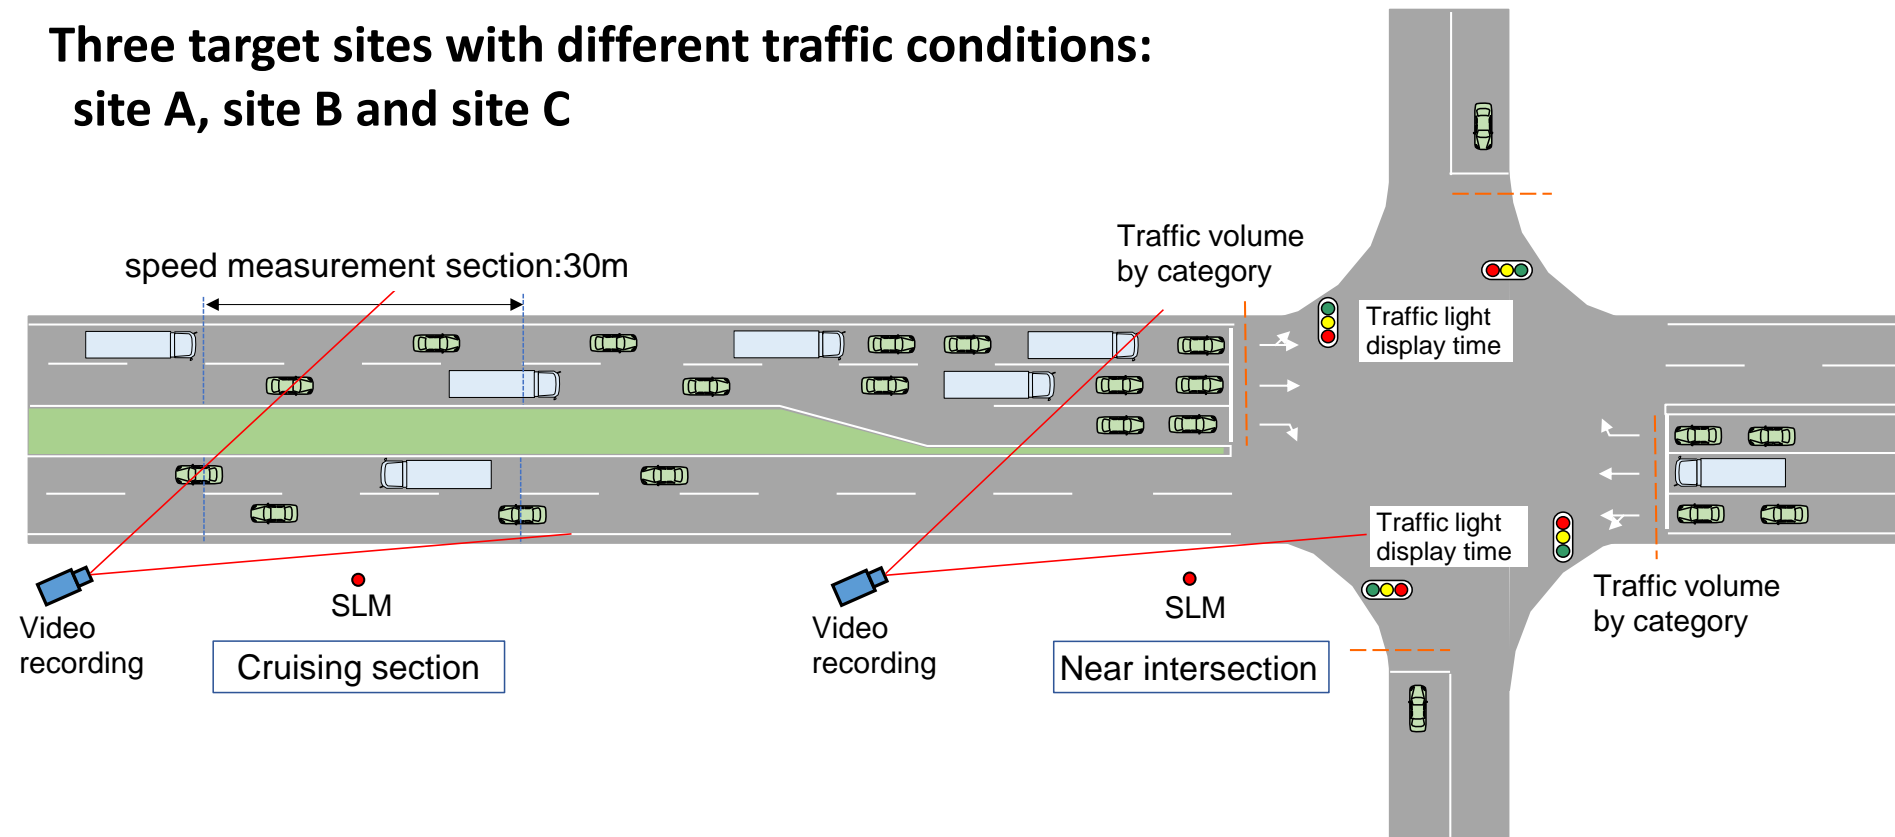 Three target sites with different traffic conditions:
site A, site B and site C
speed measurement section:30m
Traffic volume
by category
Traffic light
display time
Traffic light
display time
Traffic volume
by category
Video
recording
SLM
Cruising section
Video
recording
SLM
Near intersection